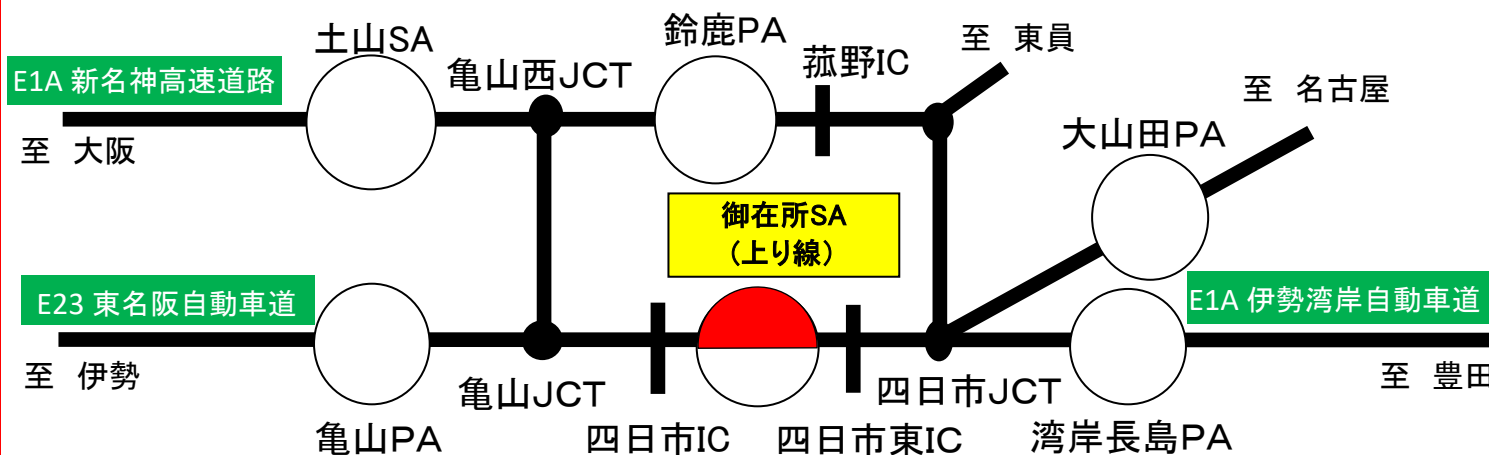 土山SA
鈴鹿PA
至 東員
菰野IC
E1A 新名神高速道路
亀山西JCT
至 名古屋
至 大阪
大山田PA
御在所SA
(上り線)
E23 東名阪自動車道
E1A 伊勢湾岸自動車道
至 伊勢
亀山JCT
四日市JCT
至 豊田
亀山PA
四日市IC
四日市東IC
湾岸長島PA